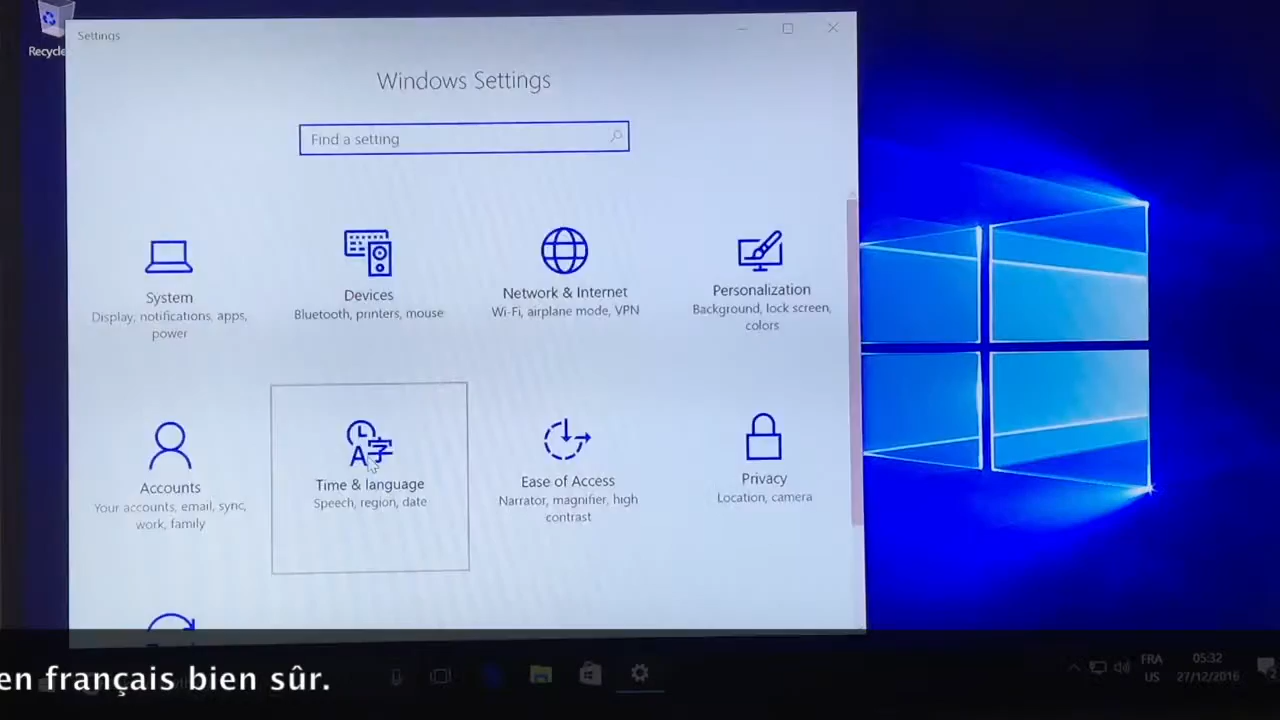 Recycle
Settings
Windows Settings
Find a setting
System
Display, notifications, apps,
power
Devices
Bluetooth, printers, mouse
Network & Internet
Wi-Fi, airplane mode, VPN
Personalization
Background, lock screen,
colors
Accounts
Your accounts, email, sync,
work, family
Time & language
Speech, region, date
Ease of Access
Narrator, magnifier, high
contrast
Privacy
Location, camera
en français bien sûr.
FRA
US
05:32
27/12/2016